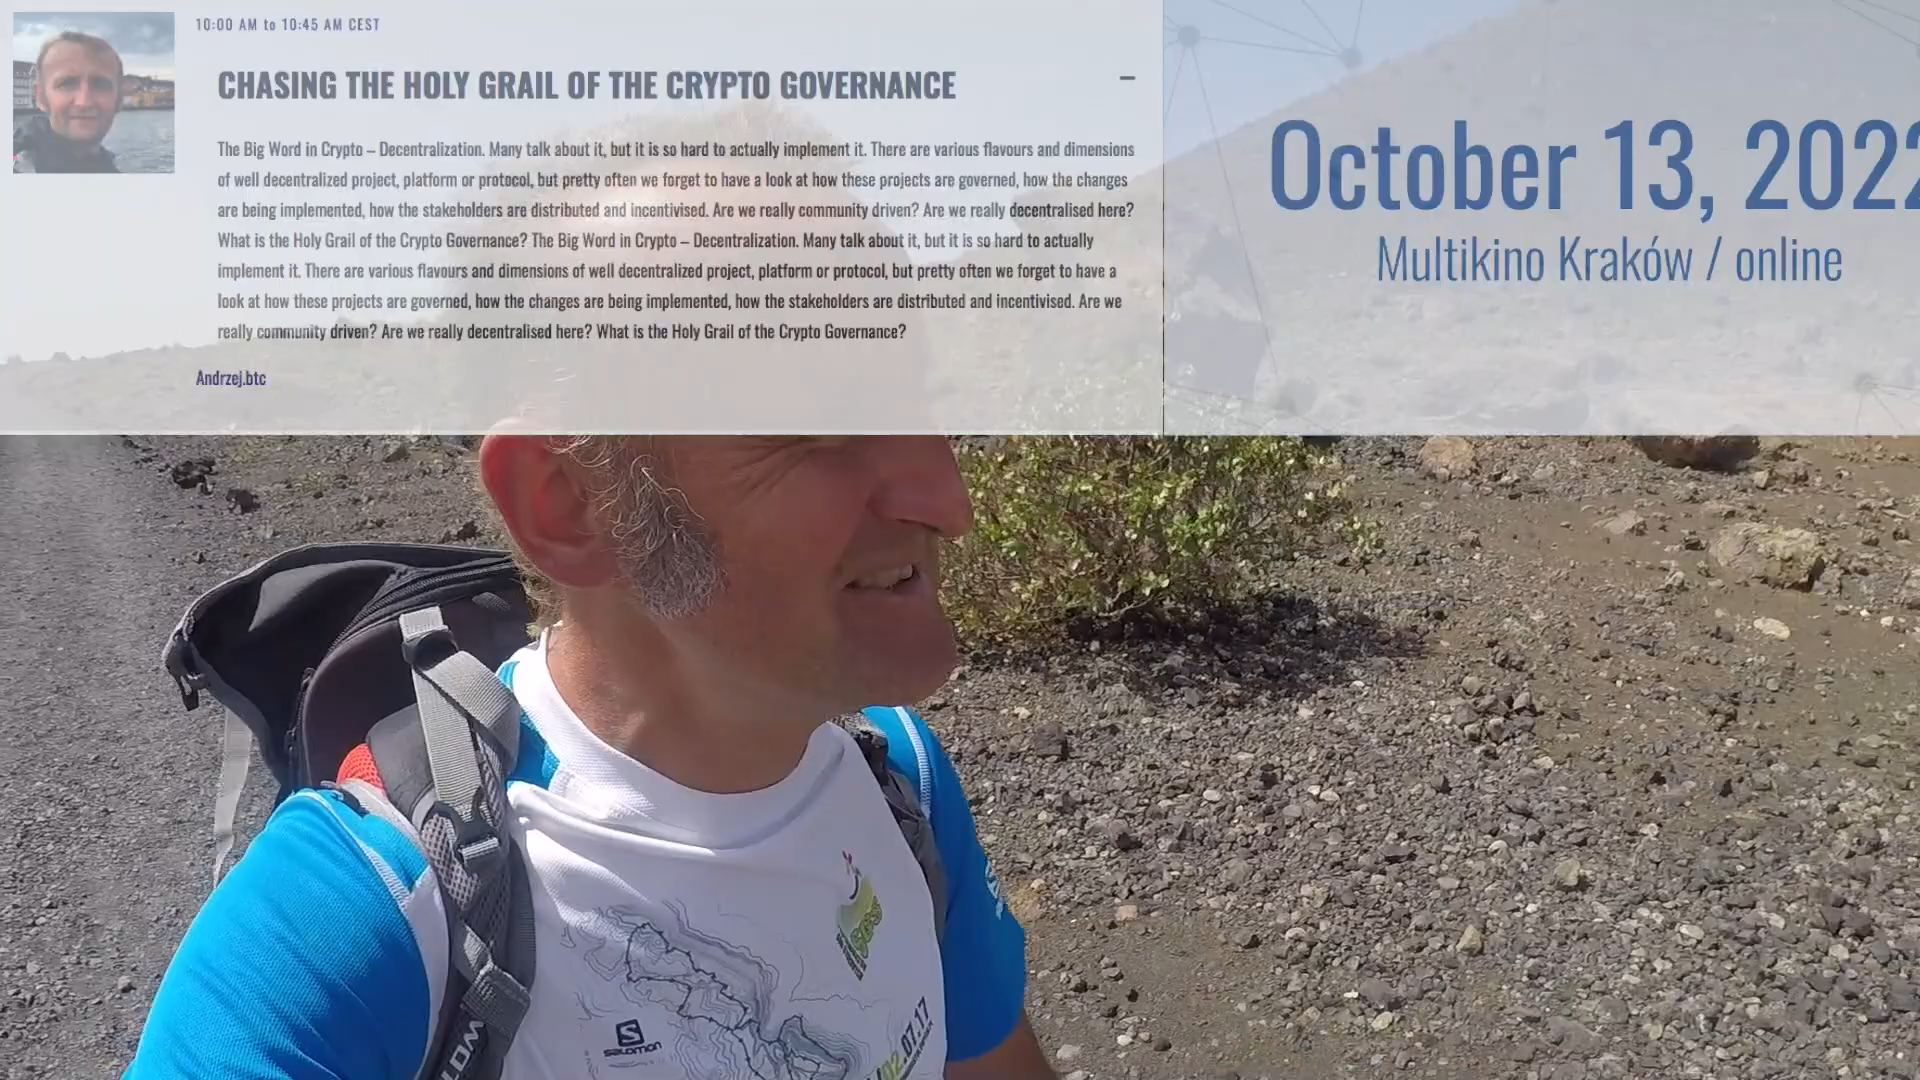 10:00 AM to 10:45 AM CEST
CHASING THE HOLY GRAIL OF THE CRYPTO GOVERNANCE
The Big Word in Crypto – Decentralization. Many talk about it, but it is so hard to actually implement it. There are various flavours and dimensions
of well decentralized project, platform or protocol, but pretty often we forget to have a look at how these projects are governed, how the changes
are being implemented, how the stakeholders are distributed and incentivised. Are we really community driven? Are we really decentralised here?
What is the Holy Grail of the Crypto Governance? The Big Word in Crypto – Decentralization. Many talk about it, but it is so hard to actually
implement it. There are various flavours and dimensions of well decentralized project, platform or protocol, but pretty often we forget to have a
look at how these projects are governed, how the changes are being implemented, how the stakeholders are distributed and incentivised. Are we
really community driven? Are we really decentralised here? What is the Holy Grail of the Crypto Governance?
Andrzej.btc
October 13, 2022
Multikino Kraków / online
salomon
02.07.17